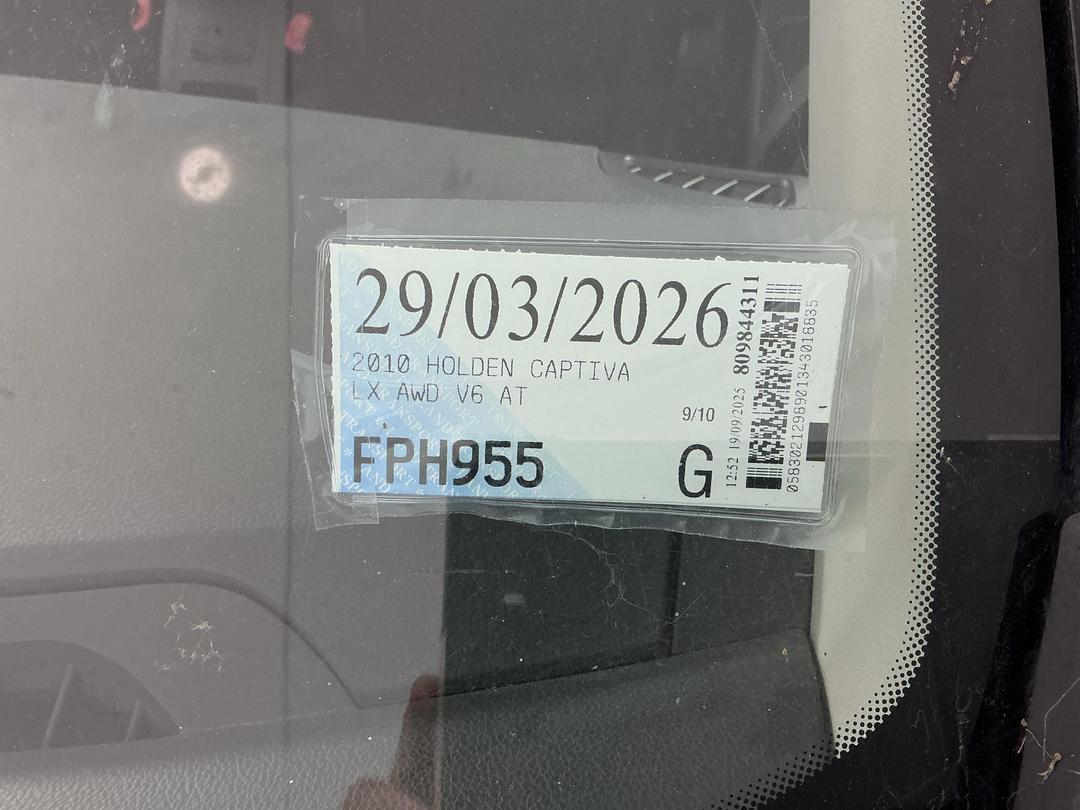 29/03/2026
2010 HOLDEN CAPTIVA
LX AWD V6 AT
9/10
FPH955
G
12:52 19/09/2025 809844311
0583021298901343018835